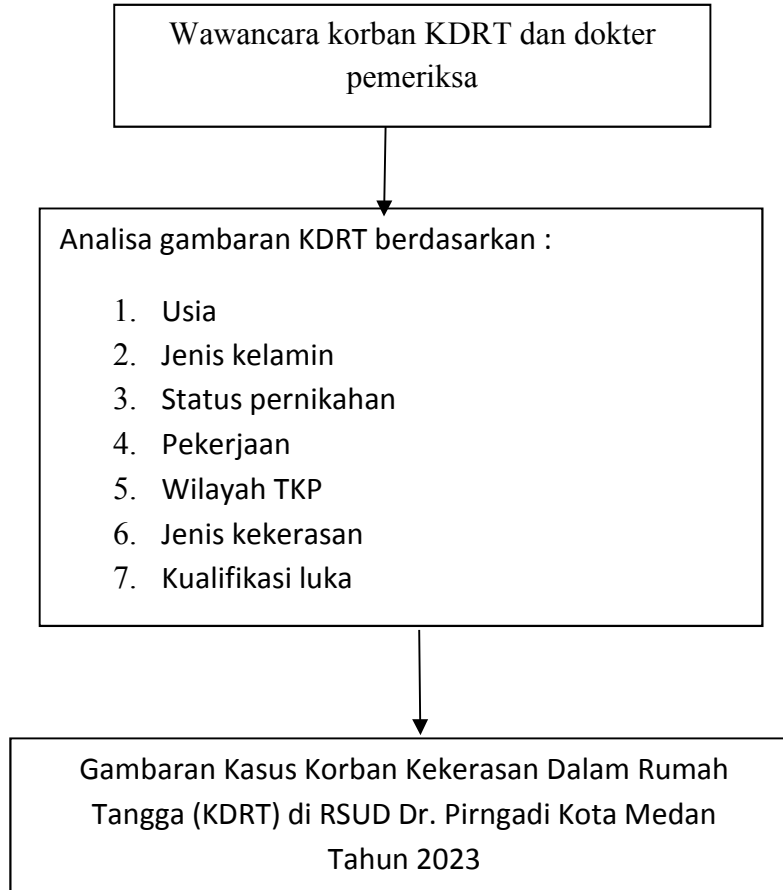 Wawancara korban KDRT dan dokter
pemeriksa
Analisa gambaran KDRT berdasarkan :
1. Usia
2. Jenis kelamin
3. Status pernikahan
4. Pekerjaan
5. Wilayah TKP
6. Jenis kekerasan
7. Kualifikasi luka
Gambaran Kasus Korban Kekerasan Dalam Rumah
Tangga (KDRT) di RSUD Dr. Pirngadi Kota Medan
Tahun 2023